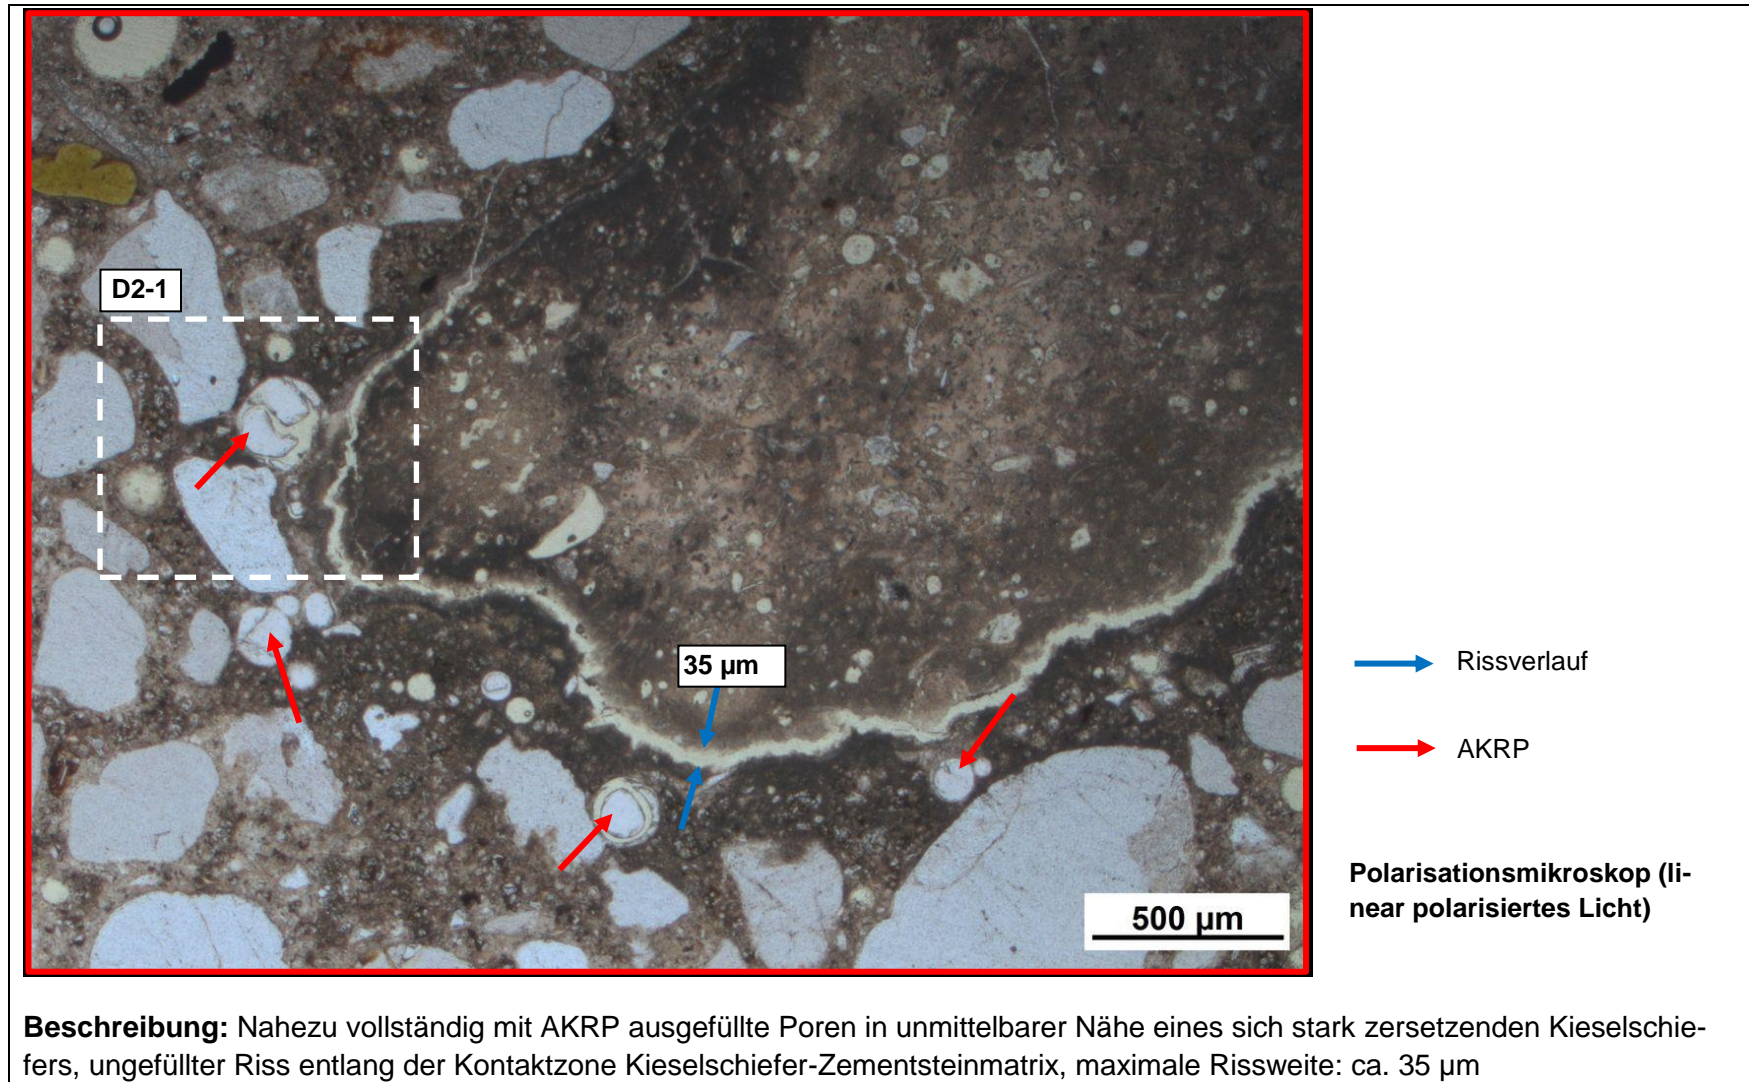 D2-1
35 µm
Rissverlauf
AKRP
Polarisationsmikroskop (li-
near polarisiertes Licht)
500 µm
Beschreibung: Nahezu vollständig mit AKRP ausgefüllte Poren in unmittelbarer Nähe eines sich stark zersetzenden Kieselschie-
fers, ungefüllter Riss entlang der Kontaktzone Kieselschiefer-Zementsteinmatrix, maximale Rissweite: ca. 35 µm